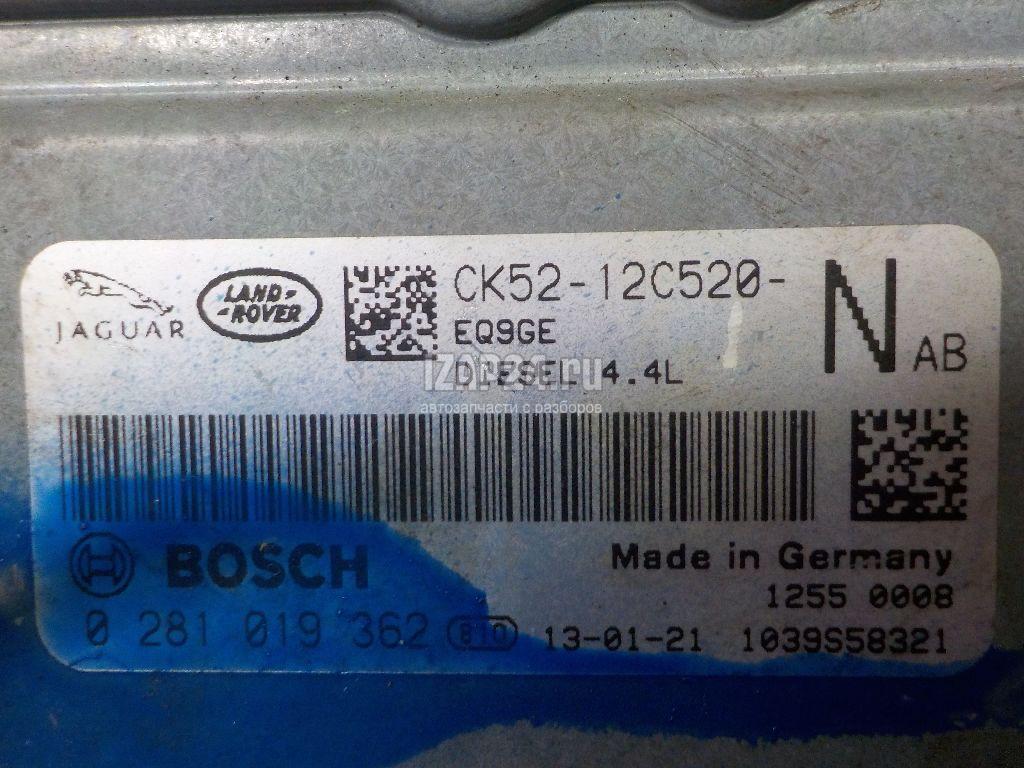 JAGUAR
LAND-
-ROVER
CK52-12C520-
EQ9GE
DIESEL 4.4L
N AB
IZAP24.ru
автозапчасти с разборов
BOSCH
Made in Germany
1255 0008
0 281 019 362 810 13-01-21 1039S58321